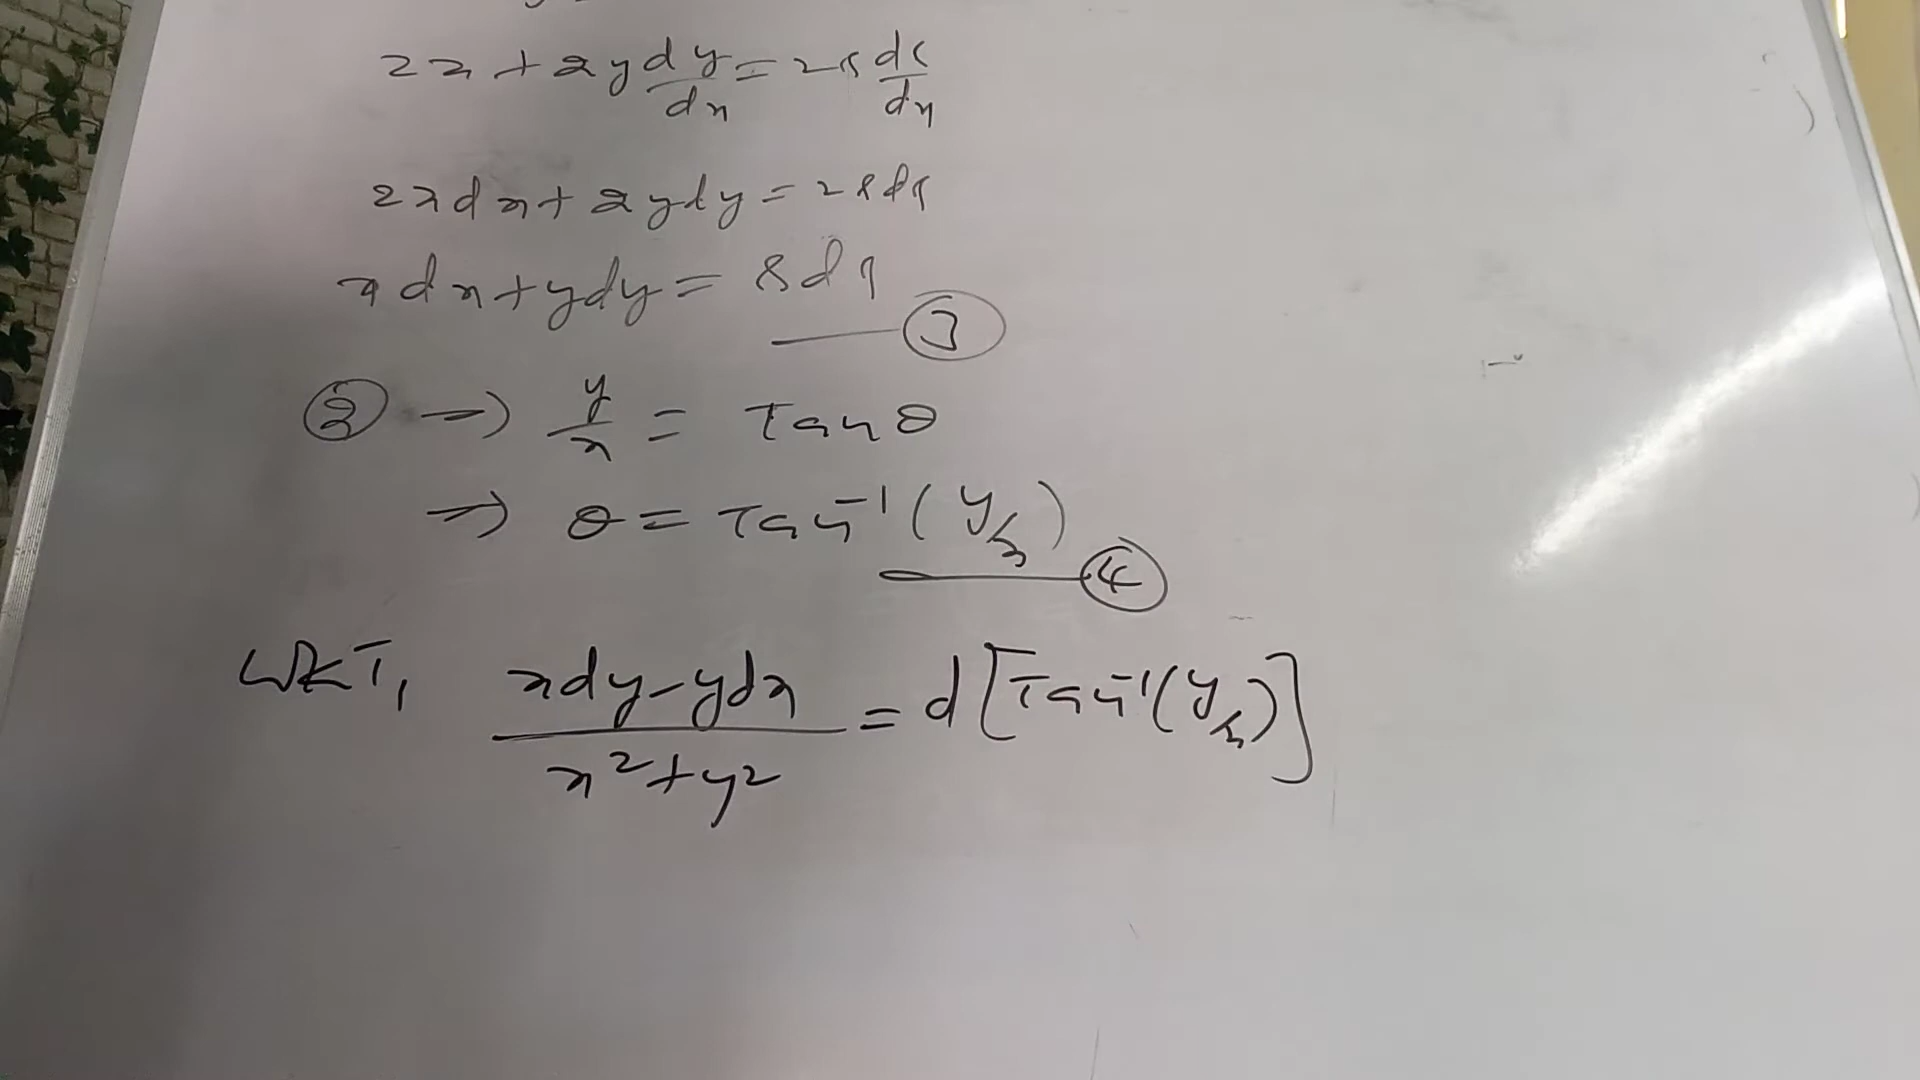 2x + 2y dy/dx = 2r dr/dx
2x dx + 2y dy = 2r dr
x dx + y dy = r dr — ③
② ⇒ y/x = Tan θ
⇒ θ = Tan⁻¹(y/x) — ④
WKT, (x dy - y dx)/(x² + y²) = d[Tan⁻¹(y/x)]